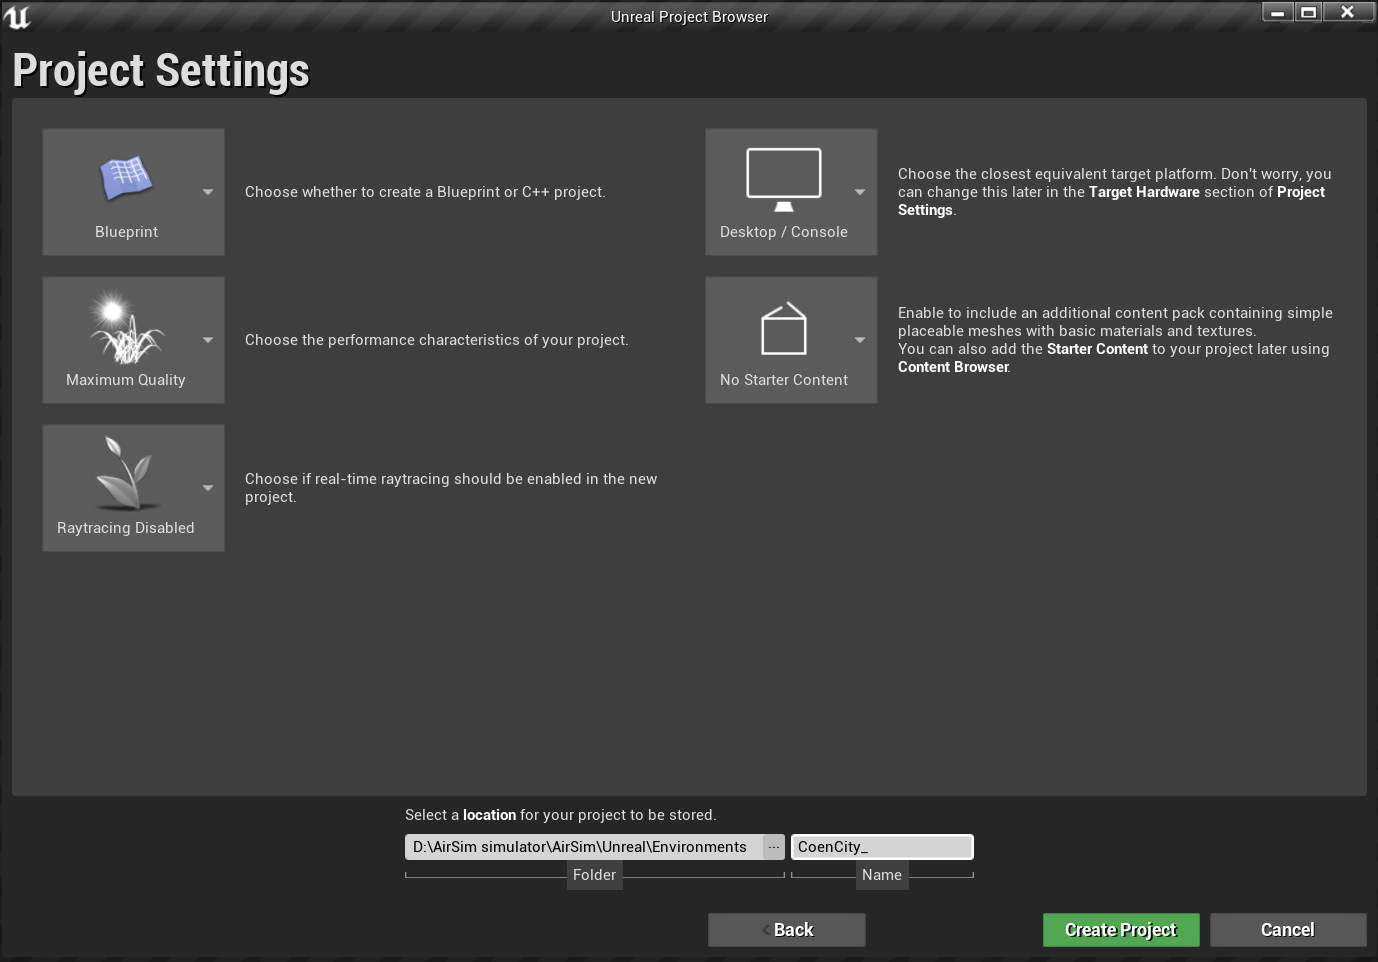 Unreal Project Browser
Project Settings
Blueprint
Choose whether to create a Blueprint or C++ project.
Desktop / Console
Choose the closest equivalent target platform. Don't worry, you
can change this later in the Target Hardware section of Project
Settings.
Maximum Quality
Choose the performance characteristics of your project.
No Starter Content
Enable to include an additional content pack containing simple
placeable meshes with basic materials and textures.
You can also add the Starter Content to your project later using
Content Browser.
Raytracing Disabled
Choose if real-time raytracing should be enabled in the new
project.
Select a location for your project to be stored.
D:\AirSim simulator\AirSim\Unreal\Environments
...
CoenCity_
Folder
Name
< Back
Create Project
Cancel